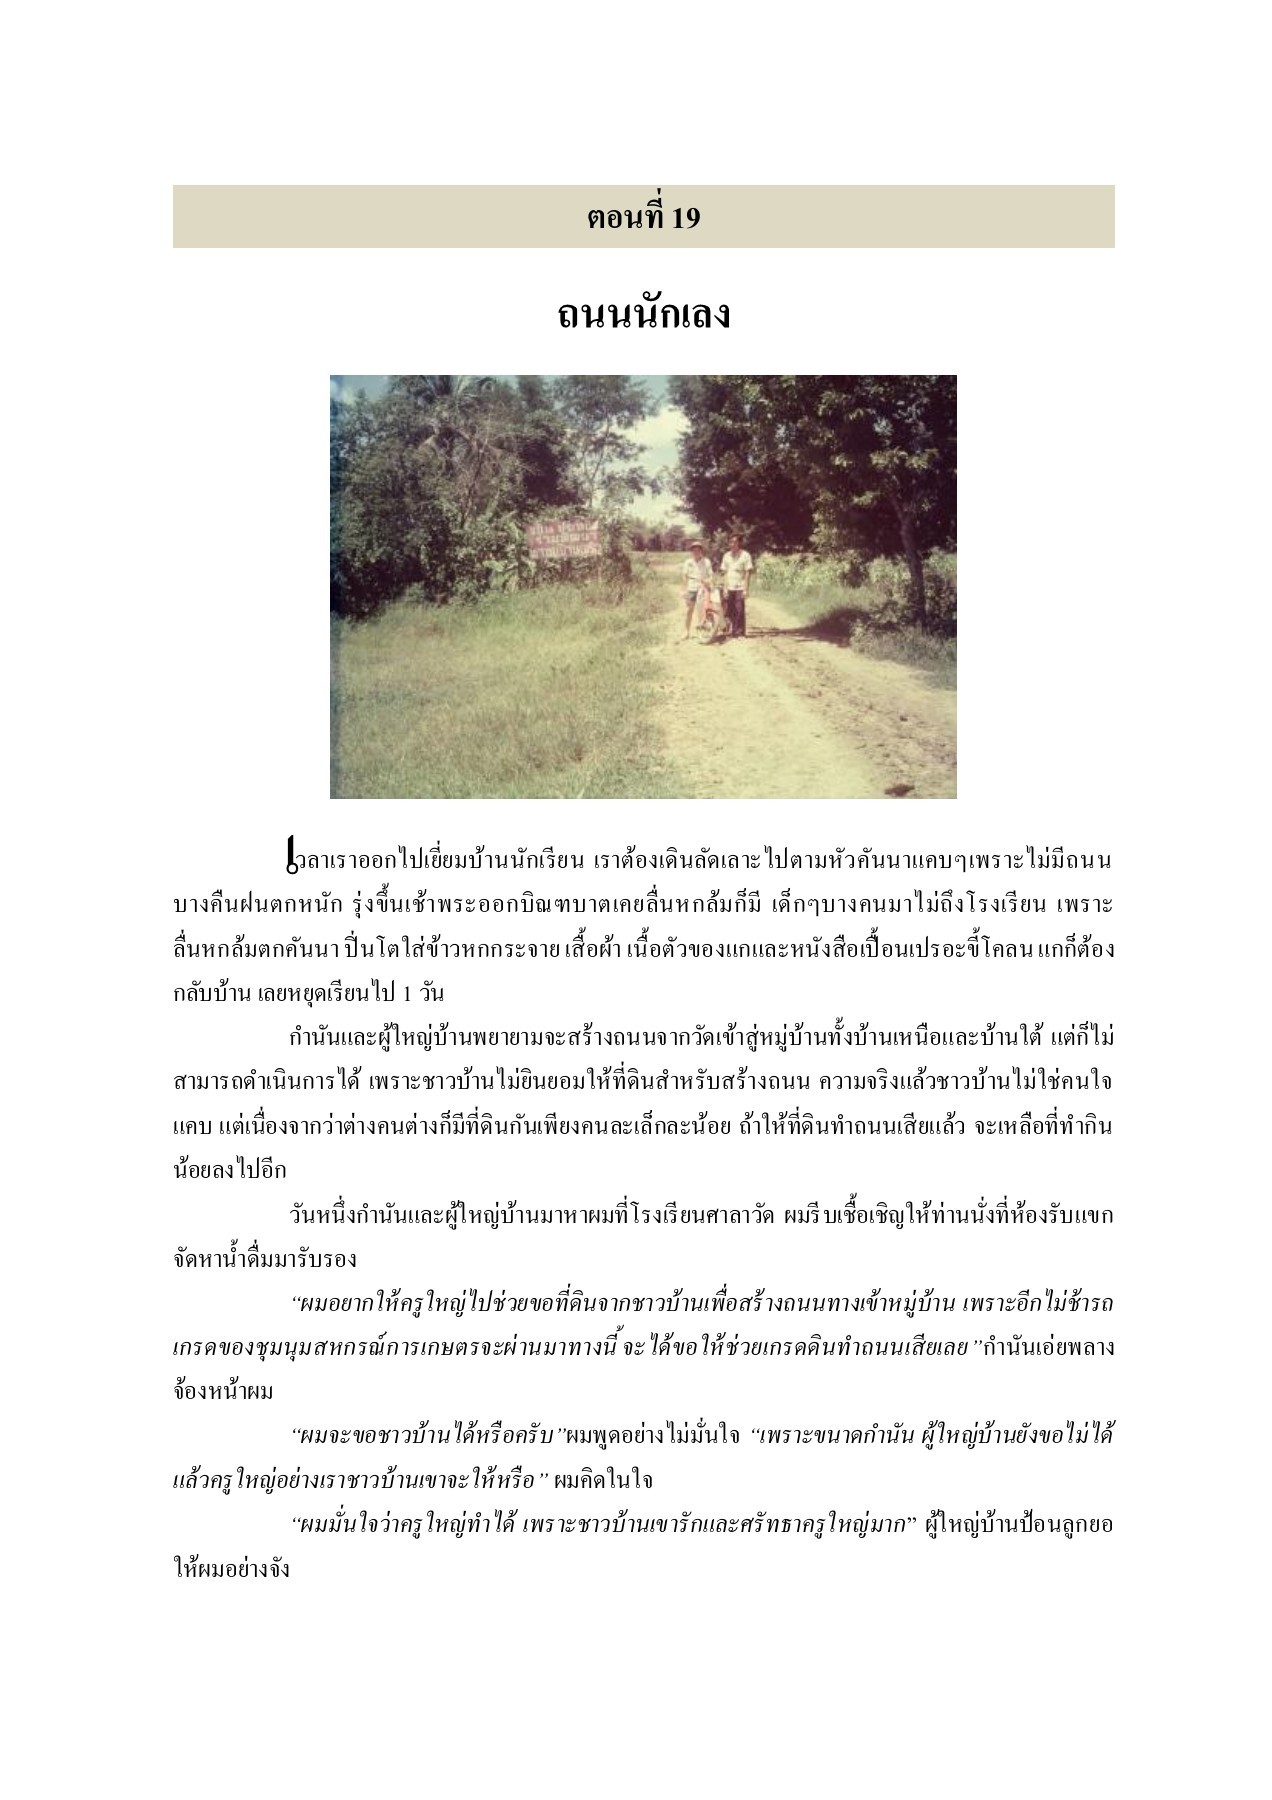 ตอนที่ 19
ถนนนักเลง
เวลาเราออกไปเยี่ยมบ้านนักเรียน เราต้องเดินลัดเลาะไปตามหัวคันนาแคบๆเพราะไม่มีถนน
บางคืนฝนตกหนัก รุ่งขึ้นเช้าพระออกบิณฑบาตเคยลื่นหกล้มก็มี เด็กๆบางคนมาไม่ถึงโรงเรียน เพราะ
ลื่นหกล้มตกคันนา ปิ่นโตใส่ข้าวหกกระจาย เสื้อผ้า เนื้อตัวของแกและหนังสือเปื้อนเปรอะขี้โคลน แกก็ต้อง
กลับบ้าน เลยหยุดเรียนไป 1 วัน
กำนันและผู้ใหญ่บ้านพยายามจะสร้างถนนจากวัดเข้าสู่หมู่บ้านทั้งบ้านเหนือและบ้านใต้ แต่ก็ไม่
สามารถดำเนินการได้ เพราะชาวบ้านไม่ยินยอมให้ที่ดินสำหรับสร้างถนน ความจริงแล้วชาวบ้านไม่ใช่คนใจ
แคบ แต่เนื่องจากว่าต่างคนต่างก็มีที่ดินกันเพียงคนละเล็กละน้อย ถ้าให้ที่ดินทำถนนเสียแล้ว จะเหลือที่ทำกิน
น้อยลงไปอีก
วันหนึ่งกำนันและผู้ใหญ่บ้านมาหาผมที่โรงเรียนศาลาวัด ผมรีบเชื้อเชิญให้ท่านนั่งที่ห้องรับแขก
จัดหาน้ำดื่มมารับรอง
“ผมอยากให้ครูใหญ่ไปช่วยขอที่ดินจากชาวบ้านเพื่อสร้างถนนทางเข้าหมู่บ้าน เพราะอีกไม่ช้ารถ
เกรดของชุมนุมสหกรณ์การเกษตรจะผ่านมาทางนี้ จะได้ขอให้ช่วยเกรดดินทำถนนเสียเลย”กำนันเอ่ยพลาง
จ้องหน้าผม
“ผมจะขอชาวบ้านได้หรือครับ”ผมพูดอย่างไม่มั่นใจ “เพราะขนาดกำนัน ผู้ใหญ่บ้านยังขอไม่ได้
แล้วครูใหญ่อย่างเราชาวบ้านเขาจะให้หรือ” ผมคิดในใจ
“ผมมั่นใจว่าครูใหญ่ทำได้ เพราะชาวบ้านเขารักและศรัทธาครูใหญ่มาก” ผู้ใหญ่บ้านป้อนลูกยอ
ให้ผมอย่างจัง